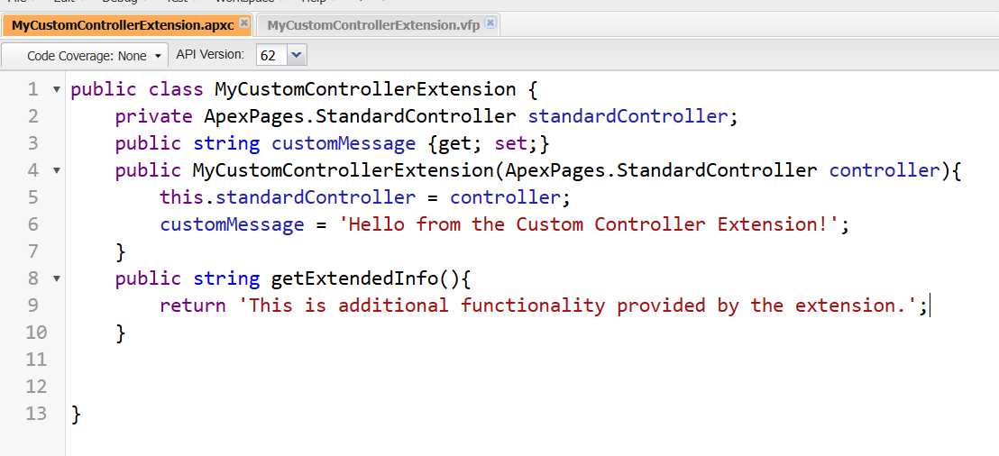 MyCustomControllerExtension.apxc MyCustomControllerExtension.vfp
Code Coverage: None API Version: 62
1 public class MyCustomControllerExtension {
2 private ApexPages.StandardController standardController;
3 public string customMessage {get; set;}
4 public MyCustomControllerExtension(ApexPages.StandardController controller){
5 this.standardController = controller;
6 customMessage = 'Hello from the Custom Controller Extension!';
7 }
8 public string getExtendedInfo(){
9 return 'This is additional functionality provided by the extension.';
10 }
11
12
13 }